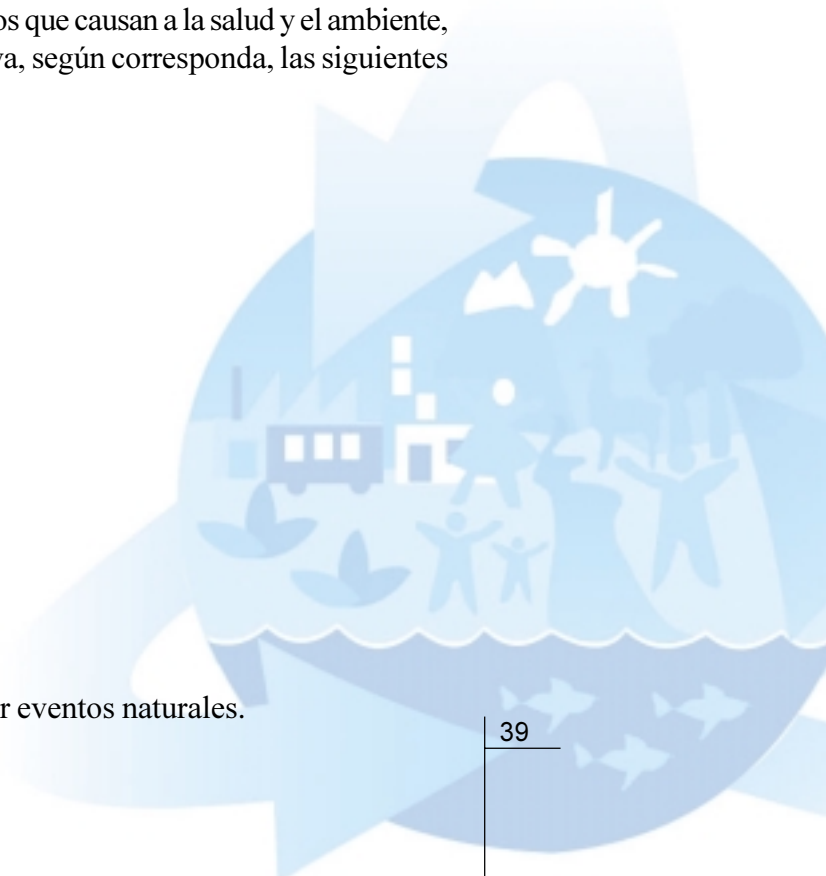 os que causan a la salud y el ambiente,
va, según corresponda, las siguientes
r eventos naturales.
39